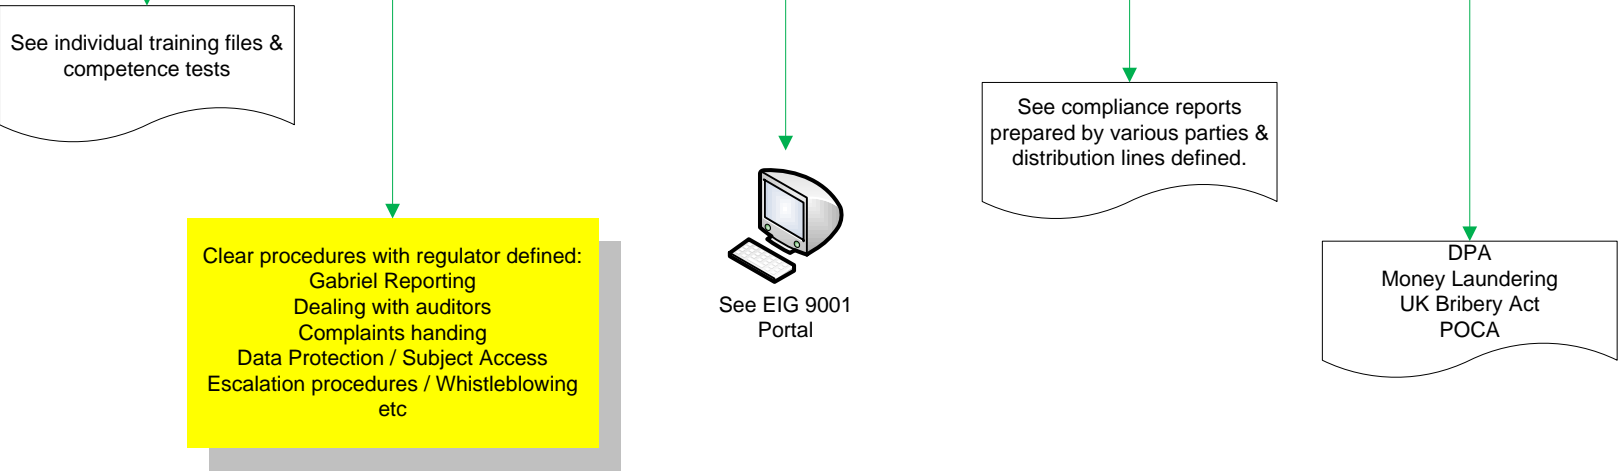 See individual training files &
competence tests
Clear procedures with regulator defined:
Gabriel Reporting
Dealing with auditors
Complaints handing
Data Protection / Subject Access
Escalation procedures / Whistleblowing
etc
See EIG 9001
Portal
See compliance reports
prepared by various parties &
distribution lines defined.
DPA
Money Laundering
UK Bribery Act
POCA